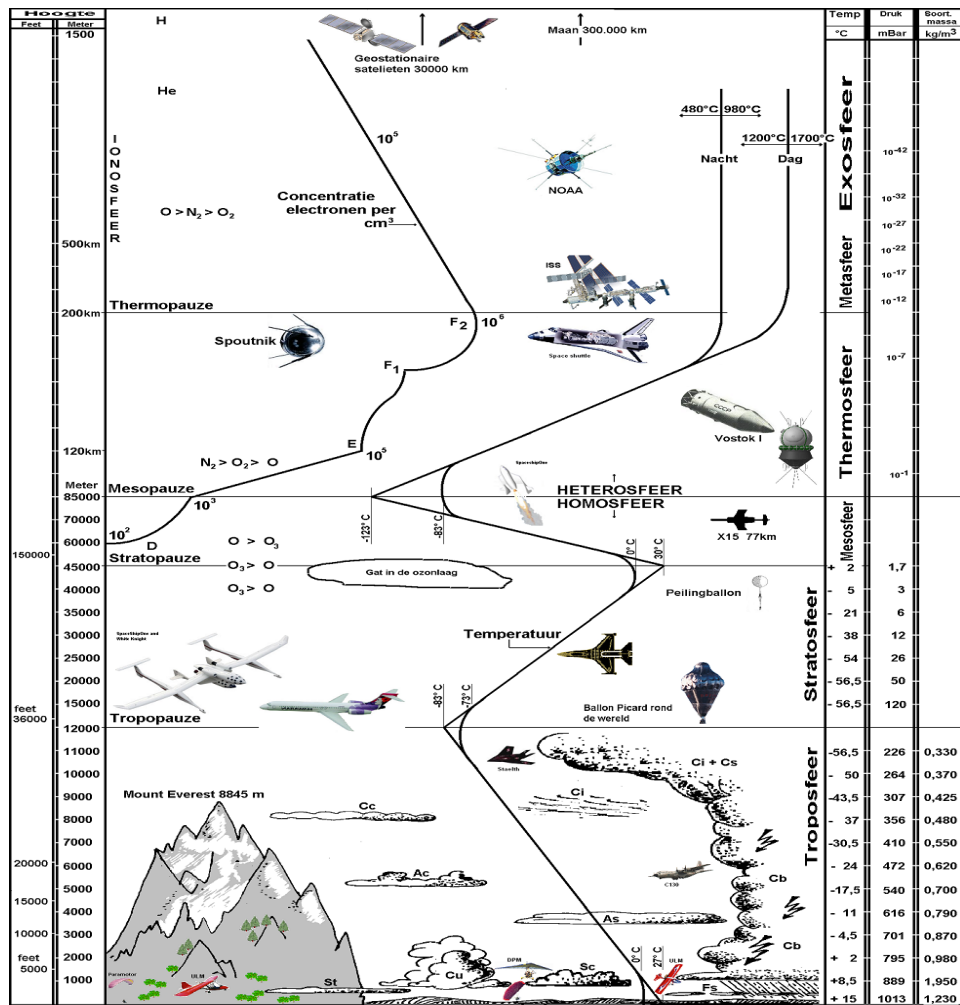 Hoogte
Feet Meter
1500
H
Maan 300.000 km
Geostationaire
satelieten 30000 km
Temp Druk Soort. massa
°C mBar kg/m³
He
IONOSFEER
10⁵
480°C 980°C
1200°C 1700°C
Nacht Dag
NOAA
Exosfeer
10⁻⁴²
10⁻³²
10⁻²⁷
10⁻²²
10⁻¹⁷
10⁻¹²
Concentratie
electronen per
cm³
O > N₂ > O₂
500km
ISS
Metasfeer
Thermopauze
200km
F₂ 10⁶
Spoutnik
Space shuttle
10⁻⁷
F₁
Thermosfeer
CCCP
Vostok I
E
10⁵
120km
N₂ > O₂ > O
SpaceshipOne
10⁻¹
Meter
Mesopauze
85000
10³
HETEROSFEER
HOMOSFEER
70000
-123° C -83° C
X15 77km
Mesosfeer
10²
D
60000
O > O₃
0° C 30° C
150000
Stratopauze
45000
O₃ > O
Gat in de ozonlaag
+ 2 1,7
40000
O₃ > O
Peilingballon
- 5 3
- 21 6
30000
SpaceShipOne and
White Knight
Temperatuur
- 38 12
25000
- 54 26
20000
- 56,5 50
Stratosfeer
15000
-83° C -73° C
Ballon Picard rond
de wereld
- 56,5 120
feet
36000
Tropopauze
12000
11000
Staelth
Ci + Cs
-56,5 226 0,330
10000
- 50 264 0,370
Mount Everest 8845 m
9000
Ci
-43,5 307 0,425
Cc
8000
- 37 356 0,480
7000
-30,5 410 0,550
Troposfeer
20000
6000
C130
- 24 472 0,620
Ac
Cb
5000
-17,5 540 0,700
15000
4000
As
- 11 616 0,790
10000
3000
- 4,5 701 0,870
feet
2000
DPM
0° C 27° C
Cb
+ 2 795 0,980
5000
1000
Paramotor
ULM
St
Cu
Sc
ULM
Fs
+8,5 889 1,950
0
+ 15 1013 1,230